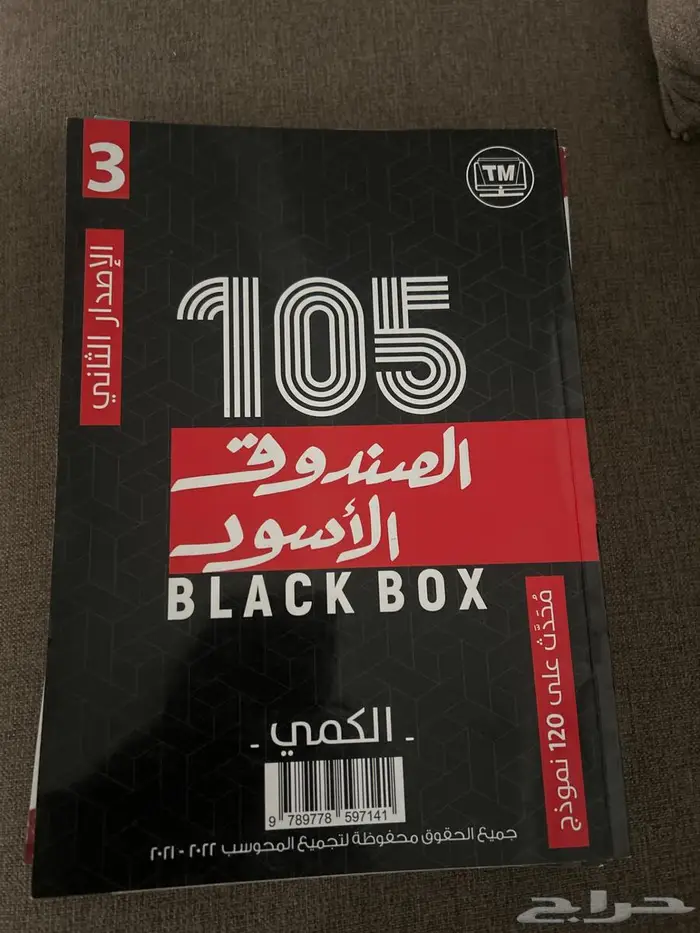 3
TM
الإصدار الثاني
105
الصندوق
الأسود
BLACK BOX
مُحَدَّث على 120 نموذج
- الكمي -
9 789778 597141
جميع الحقوق محفوظة لتجميع المحوسب ٢٠٢٢ - ٢٠٢١
حراج